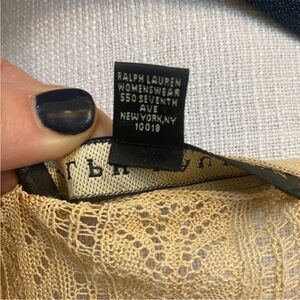 RALPH LAUREN
WOMENSWEAR
550 SEVENTH
AVE
NEW YORK, NY
10018